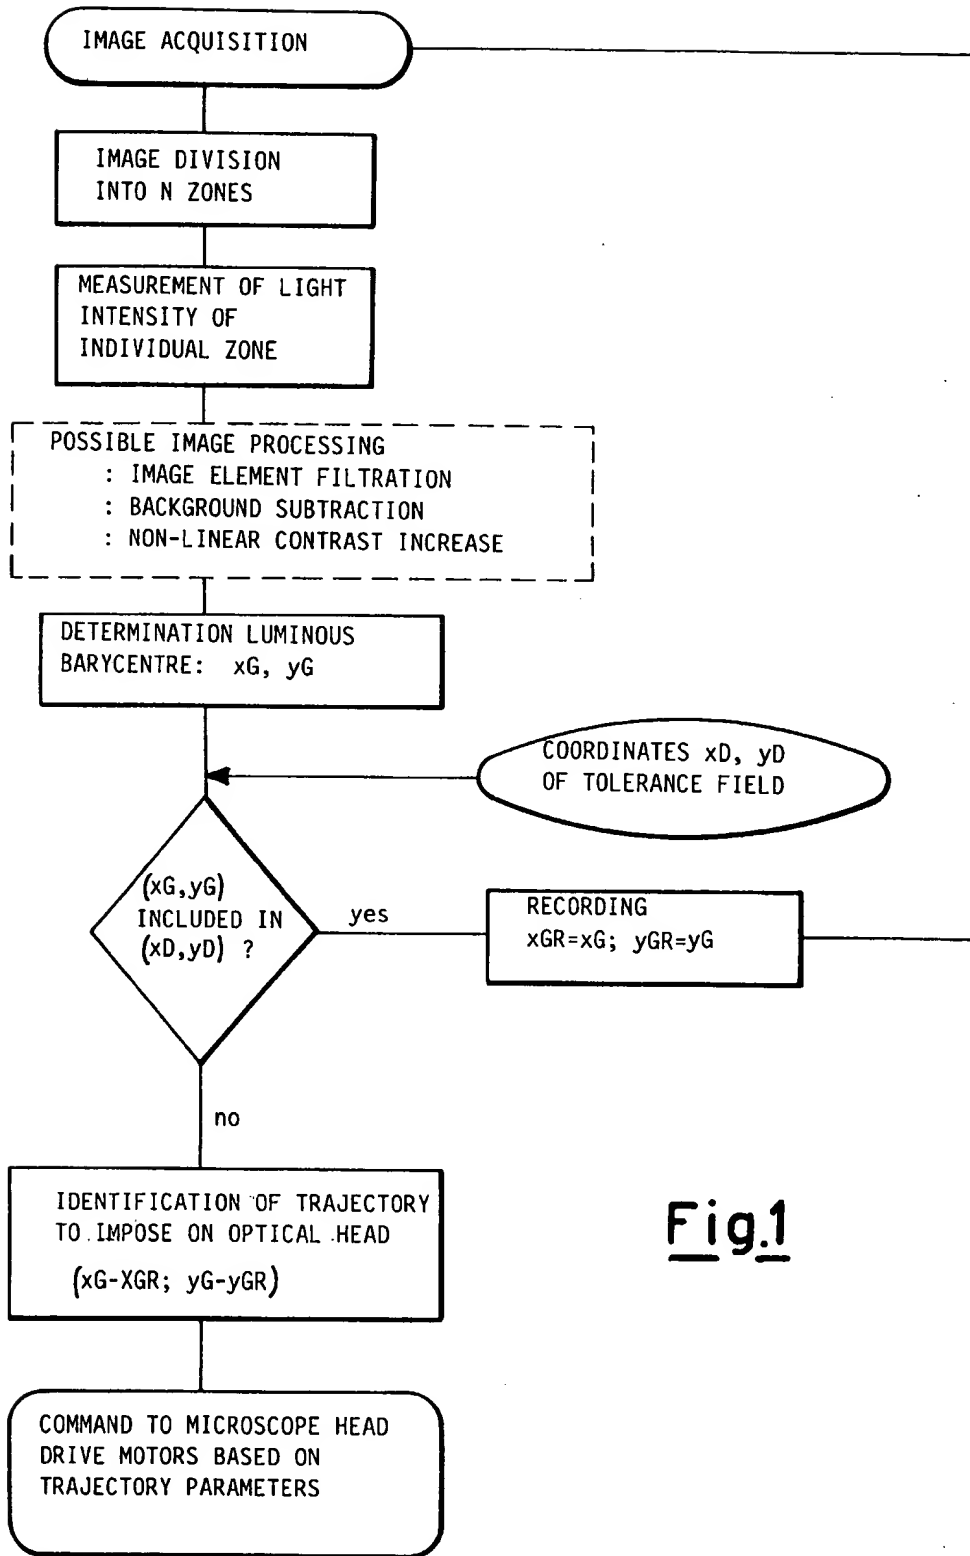 IMAGE ACQUISITION
IMAGE DIVISION
INTO N ZONES
MEASUREMENT OF LIGHT
INTENSITY OF
INDIVIDUAL ZONE
POSSIBLE IMAGE PROCESSING
: IMAGE ELEMENT FILTRATION
: BACKGROUND SUBTRACTION
: NON-LINEAR CONTRAST INCREASE
DETERMINATION LUMINOUS
BARYCENTRE: xG, yG
COORDINATES xD, yD
OF TOLERANCE FIELD
(xG,yG)
INCLUDED IN
(xD,yD) ?
yes
RECORDING
xGR=xG; yGR=yG
no
IDENTIFICATION OF TRAJECTORY
TO IMPOSE ON OPTICAL HEAD
(xG-XGR; yG-yGR)
Fig.1
COMMAND TO MICROSCOPE HEAD
DRIVE MOTORS BASED ON
TRAJECTORY PARAMETERS